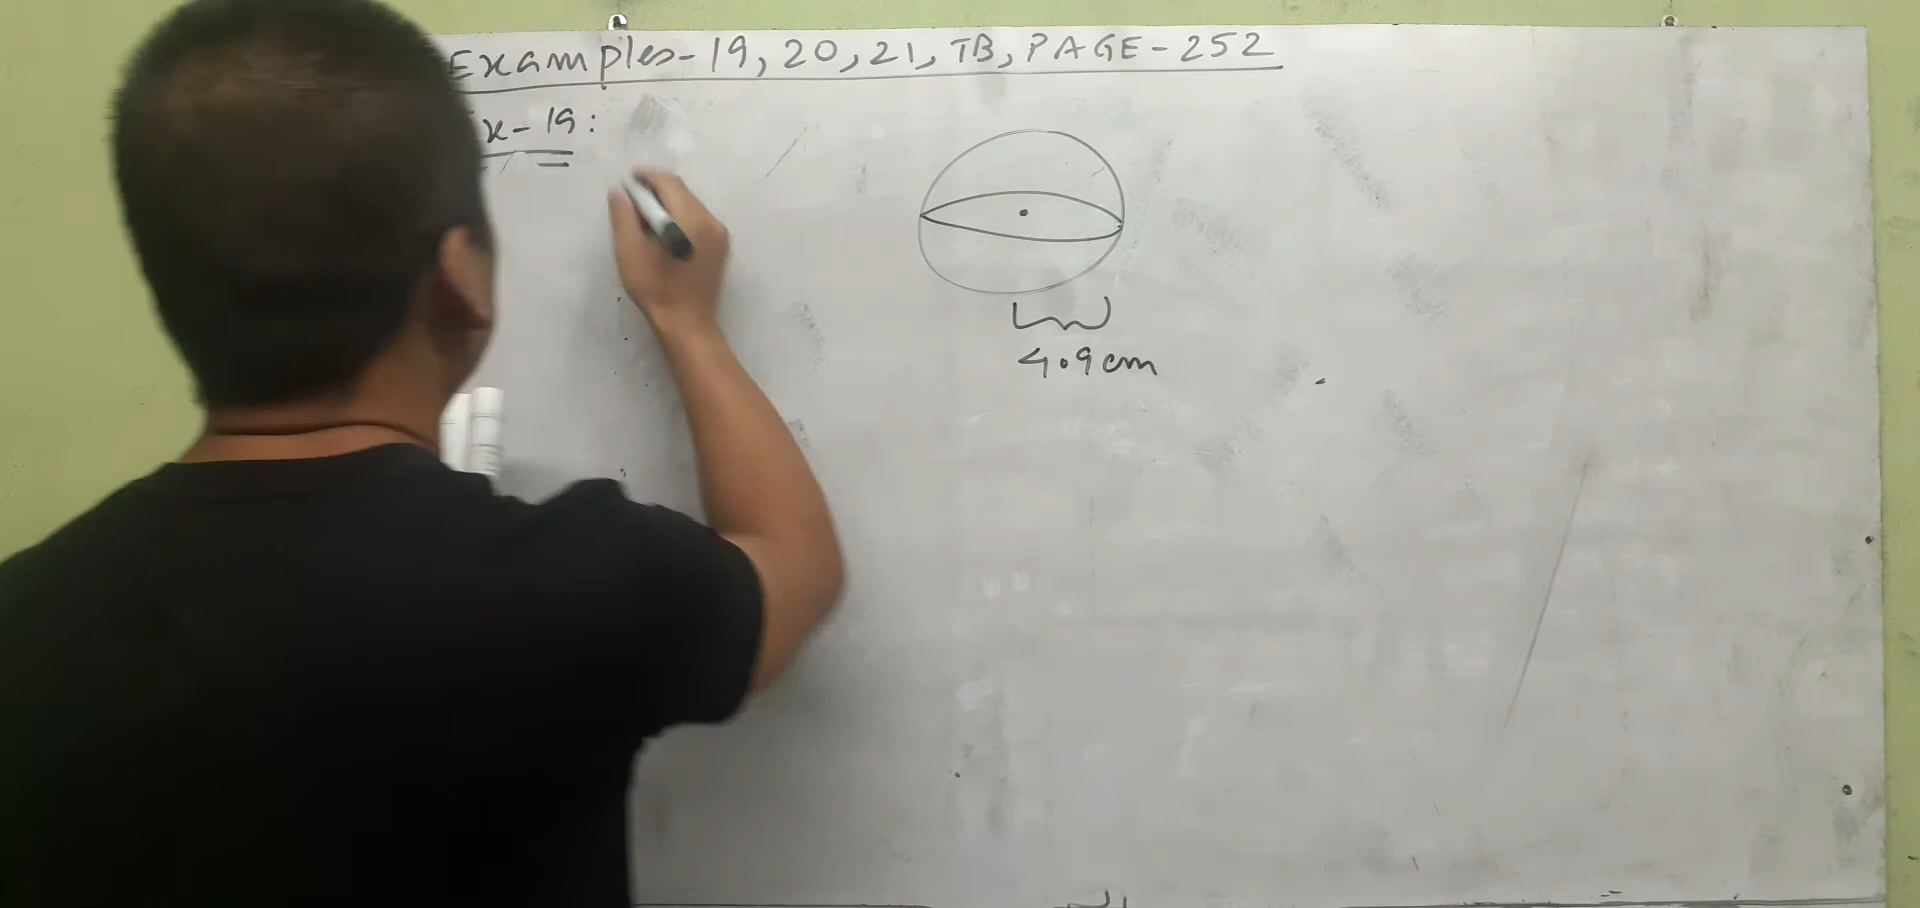 Examples-19, 20, 21, TB, PAGE-252
x-19:
4.9cm